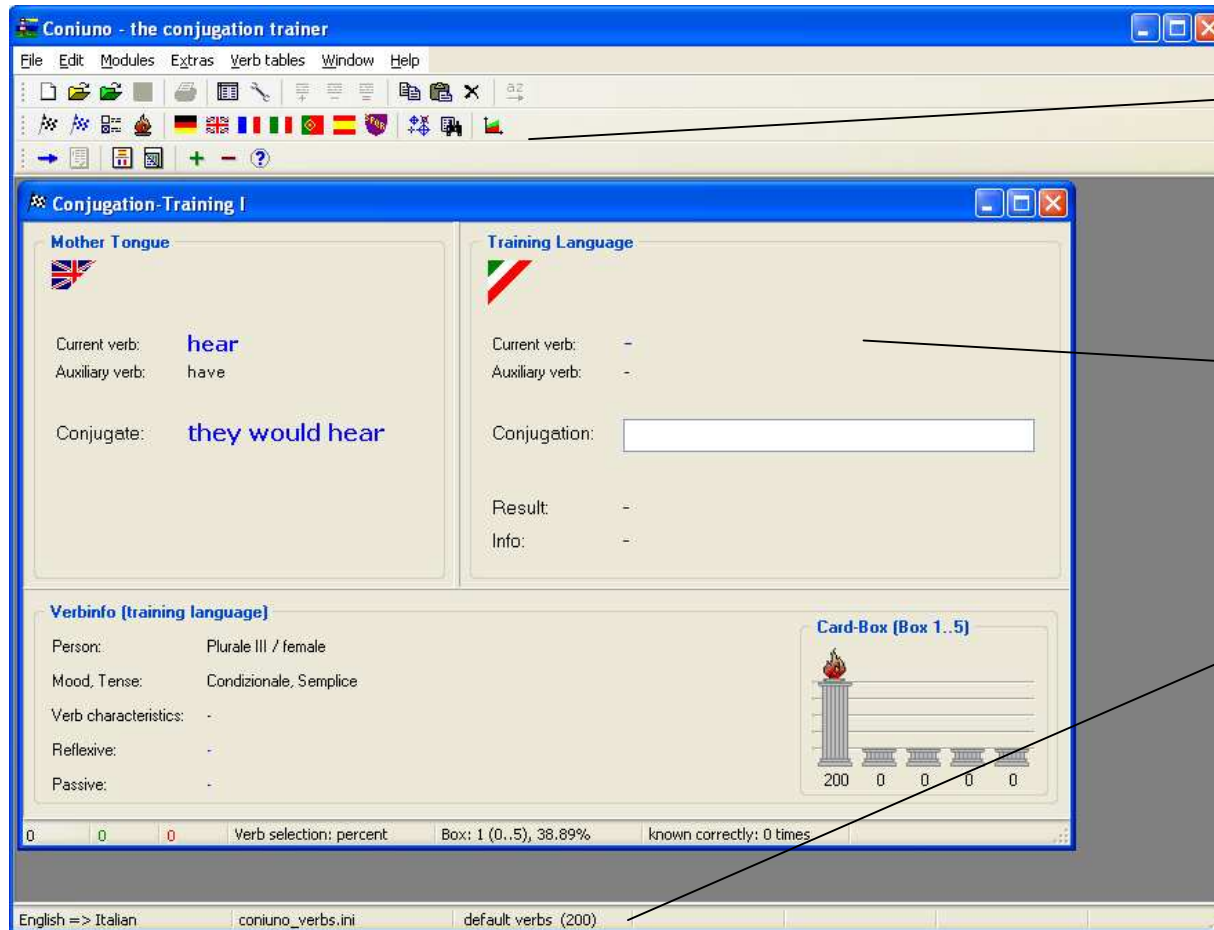 Coniuno - the conjugation trainer
File Edit Modules Extras Verb tables Window Help
az
SPQR
Conjugation-Training I
Mother Tongue
Training Language
Current verb: hear
Auxiliary verb: have
Conjugate: they would hear
Current verb: -
Auxiliary verb: -
Conjugation:
Result: -
Info: -
Verbinfo (training language)
Person: Plurale III / female
Mood, Tense: Condizionale, Semplice
Verb characteristics: -
Reflexive: -
Passive: -
Card-Box (Box 1..5)
200 0 0 0 0
0 0 0 Verb selection: percent Box: 1 (0..5), 38.89% known correctly: 0 times
English => Italian coniuno_verbs.ini default verbs (200)